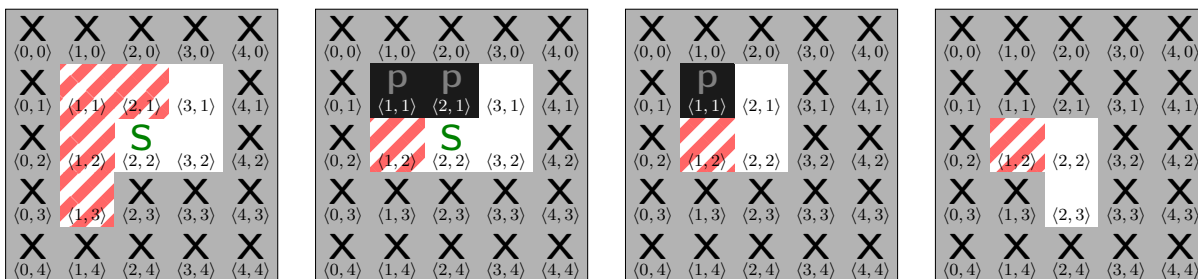 X X X X X
⟨0, 0⟩ ⟨1, 0⟩ ⟨2, 0⟩ ⟨3, 0⟩ ⟨4, 0⟩
X X
⟨0, 1⟩ ⟨1, 1⟩ ⟨2, 1⟩ ⟨3, 1⟩ ⟨4, 1⟩
X S X
⟨0, 2⟩ ⟨1, 2⟩ ⟨2, 2⟩ ⟨3, 2⟩ ⟨4, 2⟩
X X X X
⟨0, 3⟩ ⟨1, 3⟩ ⟨2, 3⟩ ⟨3, 3⟩ ⟨4, 3⟩
X X X X X
⟨0, 4⟩ ⟨1, 4⟩ ⟨2, 4⟩ ⟨3, 4⟩ ⟨4, 4⟩
X X X X X
⟨0, 0⟩ ⟨1, 0⟩ ⟨2, 0⟩ ⟨3, 0⟩ ⟨4, 0⟩
X p p X
⟨0, 1⟩ ⟨1, 1⟩ ⟨2, 1⟩ ⟨3, 1⟩ ⟨4, 1⟩
X S X
⟨0, 2⟩ ⟨1, 2⟩ ⟨2, 2⟩ ⟨3, 2⟩ ⟨4, 2⟩
X X X X X
⟨0, 3⟩ ⟨1, 3⟩ ⟨2, 3⟩ ⟨3, 3⟩ ⟨4, 3⟩
X X X X X
⟨0, 4⟩ ⟨1, 4⟩ ⟨2, 4⟩ ⟨3, 4⟩ ⟨4, 4⟩
X X X X X
⟨0, 0⟩ ⟨1, 0⟩ ⟨2, 0⟩ ⟨3, 0⟩ ⟨4, 0⟩
X p X X
⟨0, 1⟩ ⟨1, 1⟩ ⟨2, 1⟩ ⟨3, 1⟩ ⟨4, 1⟩
X X X
⟨0, 2⟩ ⟨1, 2⟩ ⟨2, 2⟩ ⟨3, 2⟩ ⟨4, 2⟩
X X X X X
⟨0, 3⟩ ⟨1, 3⟩ ⟨2, 3⟩ ⟨3, 3⟩ ⟨4, 3⟩
X X X X X
⟨0, 4⟩ ⟨1, 4⟩ ⟨2, 4⟩ ⟨3, 4⟩ ⟨4, 4⟩
X X X X X
⟨0, 0⟩ ⟨1, 0⟩ ⟨2, 0⟩ ⟨3, 0⟩ ⟨4, 0⟩
X X X X X
⟨0, 1⟩ ⟨1, 1⟩ ⟨2, 1⟩ ⟨3, 1⟩ ⟨4, 1⟩
X X X
⟨0, 2⟩ ⟨1, 2⟩ ⟨2, 2⟩ ⟨3, 2⟩ ⟨4, 2⟩
X X X X
⟨0, 3⟩ ⟨1, 3⟩ ⟨2, 3⟩ ⟨3, 3⟩ ⟨4, 3⟩
X X X X X
⟨0, 4⟩ ⟨1, 4⟩ ⟨2, 4⟩ ⟨3, 4⟩ ⟨4, 4⟩